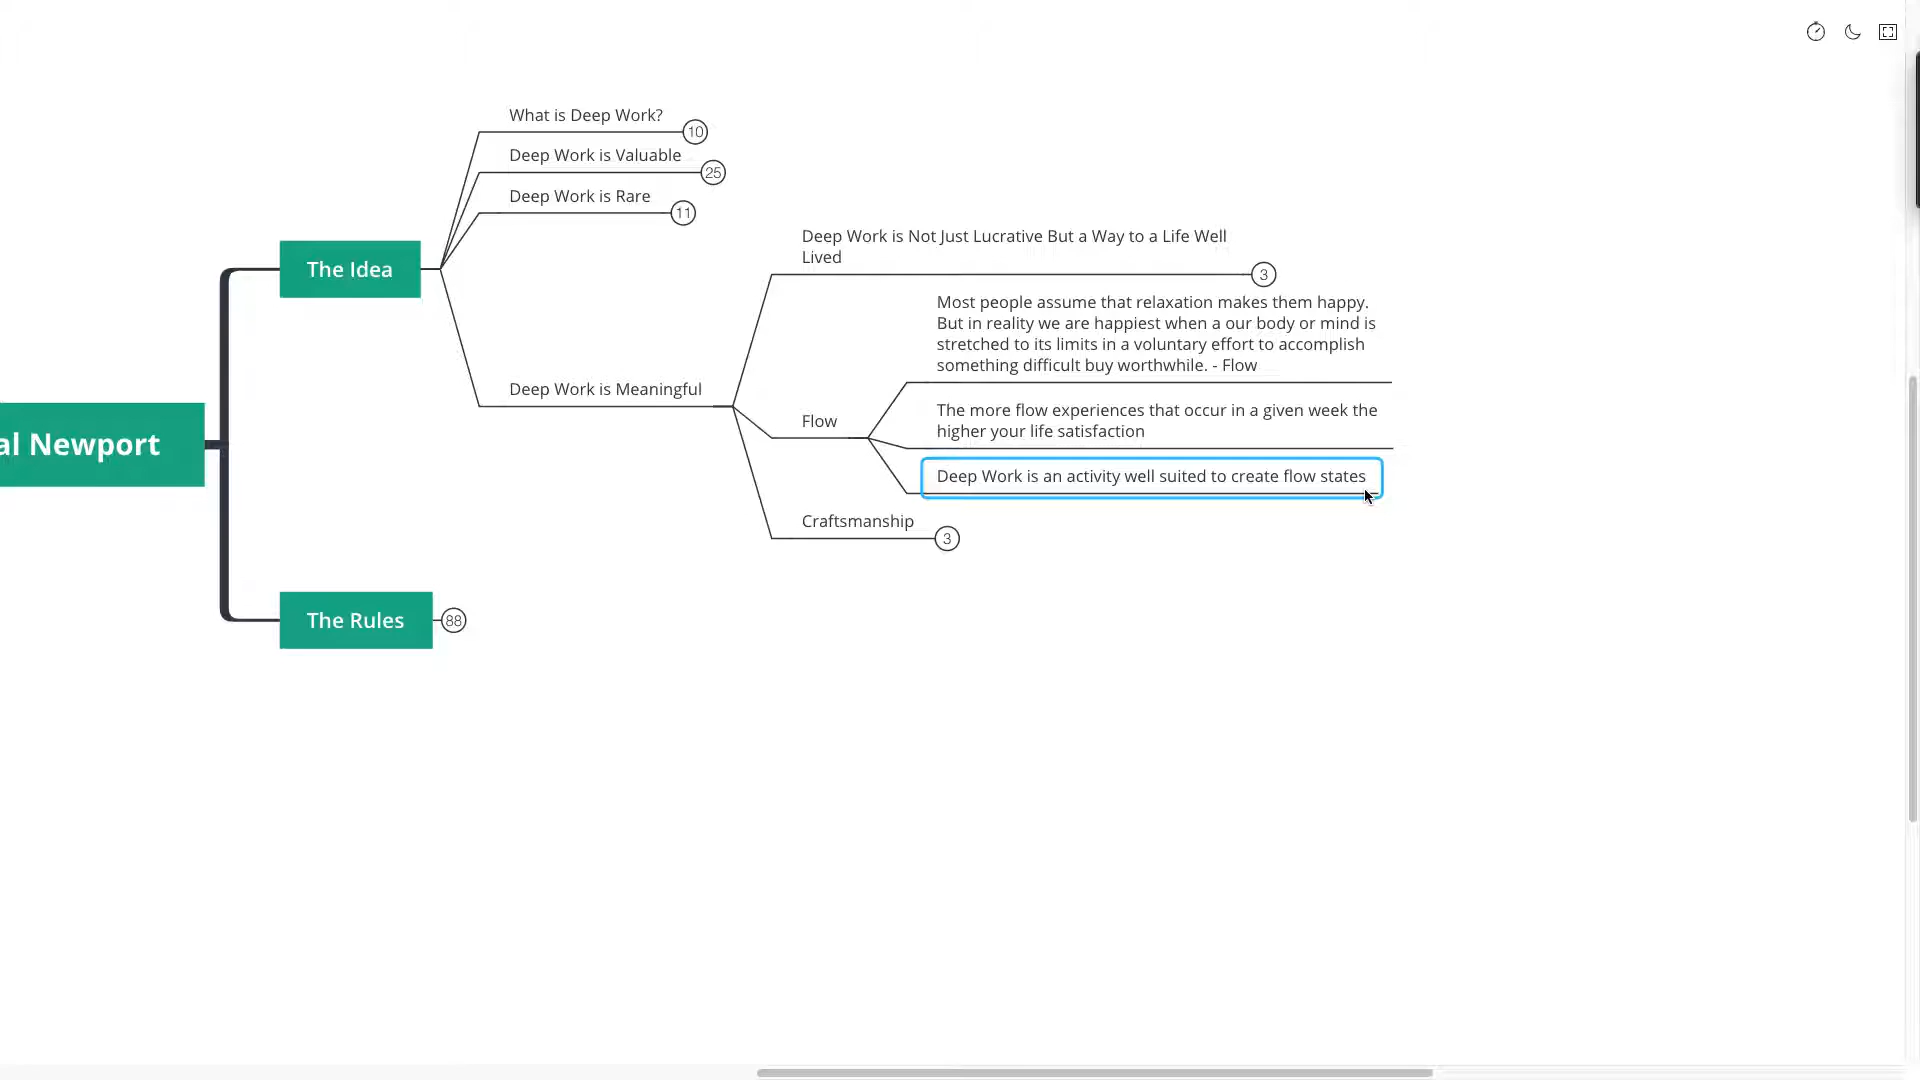 What is Deep Work?
10
Deep Work is Valuable
25
Deep Work is Rare
11
The Idea
Deep Work is Not Just Lucrative But a Way to a Life Well
Lived
3
Most people assume that relaxation makes them happy.
But in reality we are happiest when a our body or mind is
stretched to its limits in a voluntary effort to accomplish
something difficult buy worthwhile. - Flow
Deep Work is Meaningful
Flow
The more flow experiences that occur in a given week the
higher your life satisfaction
Deep Work is an activity well suited to create flow states
Craftsmanship
3
al Newport
The Rules
88